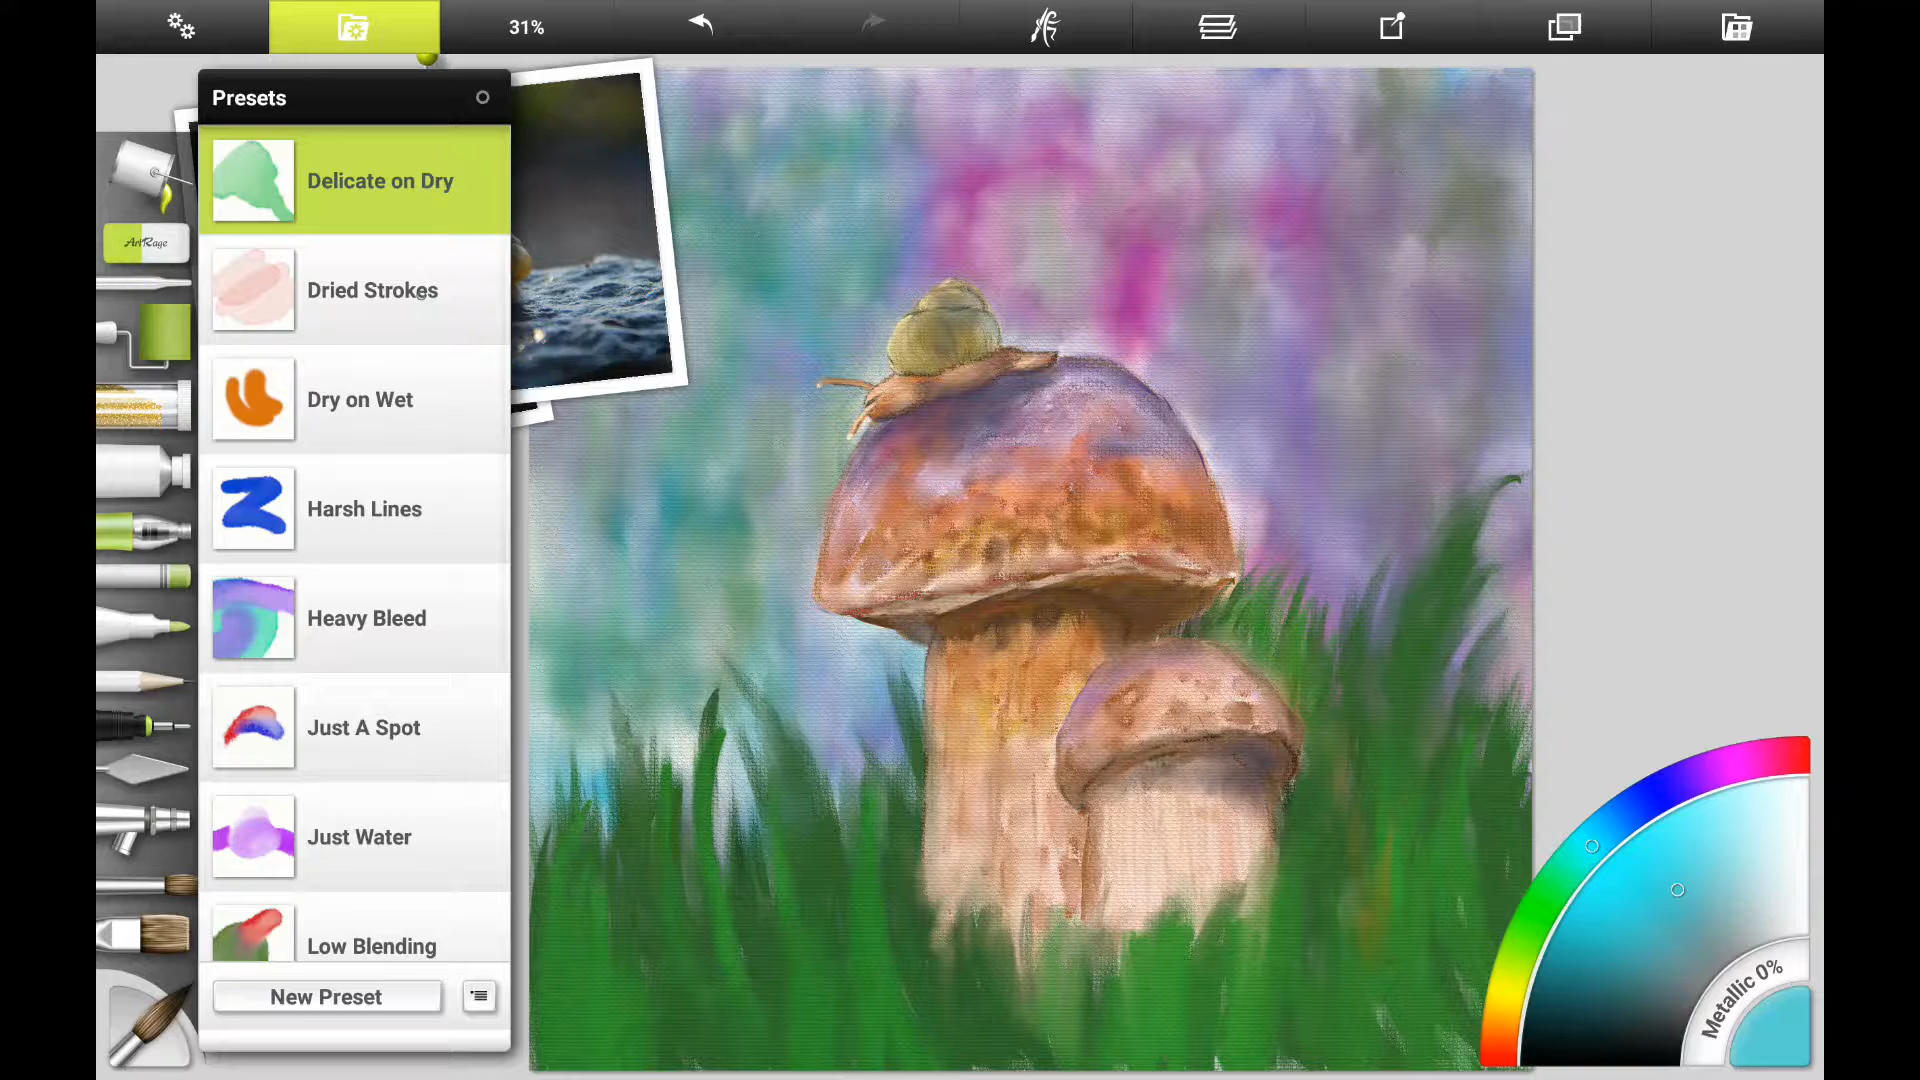 31%
Presets
Delicate on Dry
ArtRage
Dried Strokes
Dry on Wet
Harsh Lines
Heavy Bleed
Just A Spot
Just Water
Low Blending
New Preset
Metallic 0%